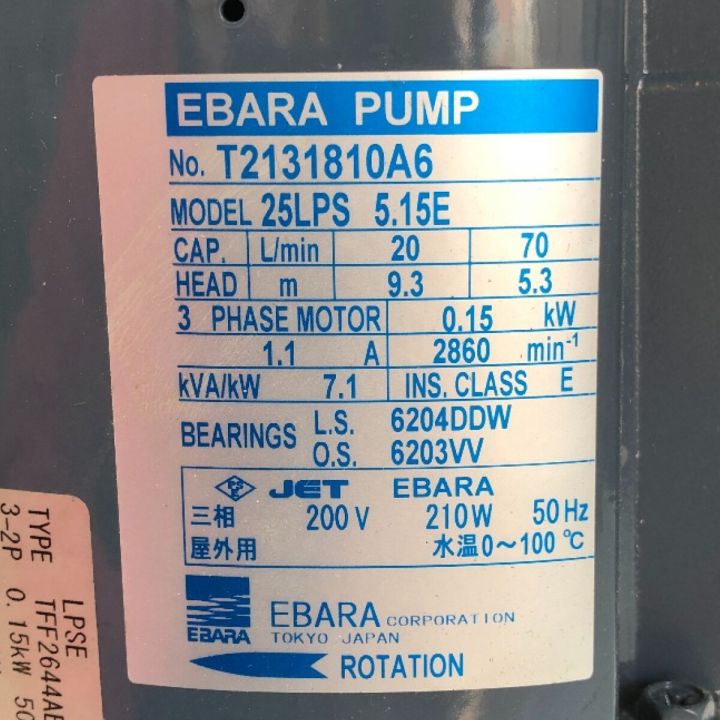 EBARA PUMP
No. T2131810A6
MODEL 25LPS 5.15E
CAP. L/min 20 70
HEAD m 9.3 5.3
3 PHASE MOTOR 0.15 kW
1.1 A 2860 min-1
kVA/kW 7.1 INS. CLASS E
BEARINGS L.S. 6204DDW
O.S. 6203VV
PSE JET EBARA
三相 200V 210W 50Hz
屋外用 水温0～100℃
EBARA
EBARA CORPORATION
TOKYO JAPAN
ROTATION
LPSE
TYPE TFF2644AE
3-2P 0.15kW 50